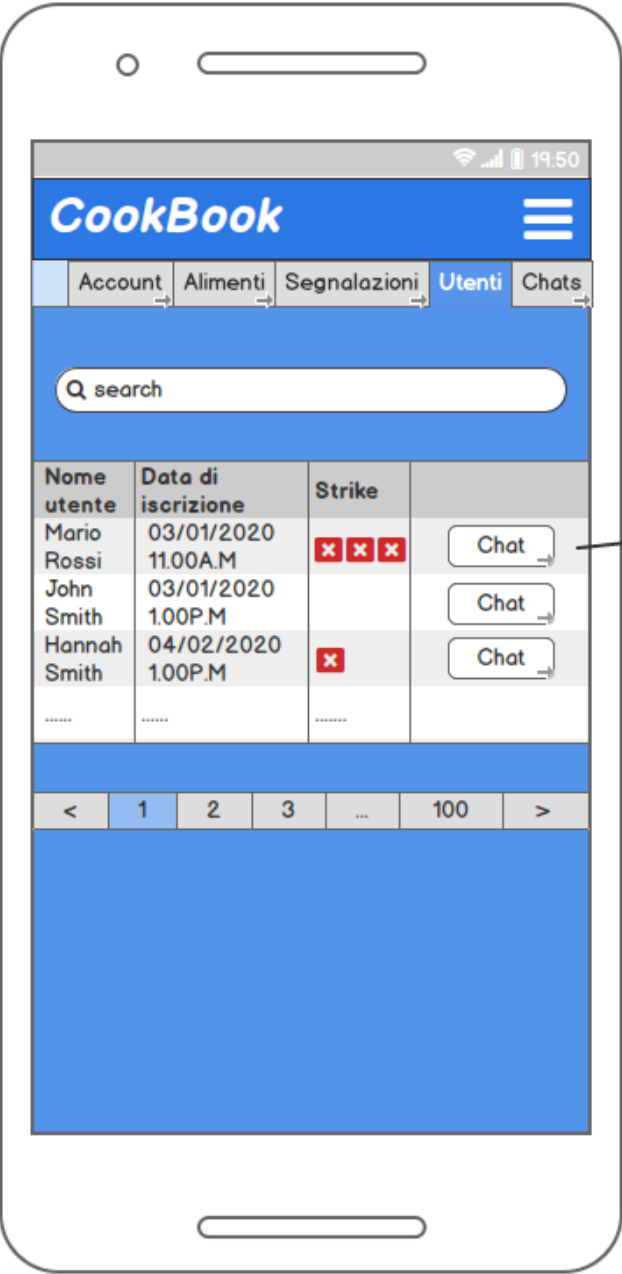 19:50
CookBook
Account Alimenti Segnalazioni Utenti Chats
search
Nome utente Data di iscrizione Strike
Mario Rossi 03/01/2020 11.00A.M Chat
John Smith 03/01/2020 1.00P.M Chat
Hannah Smith 04/02/2020 1.00P.M Chat
...... ...... .......
< 1 2 3 ... 100 >